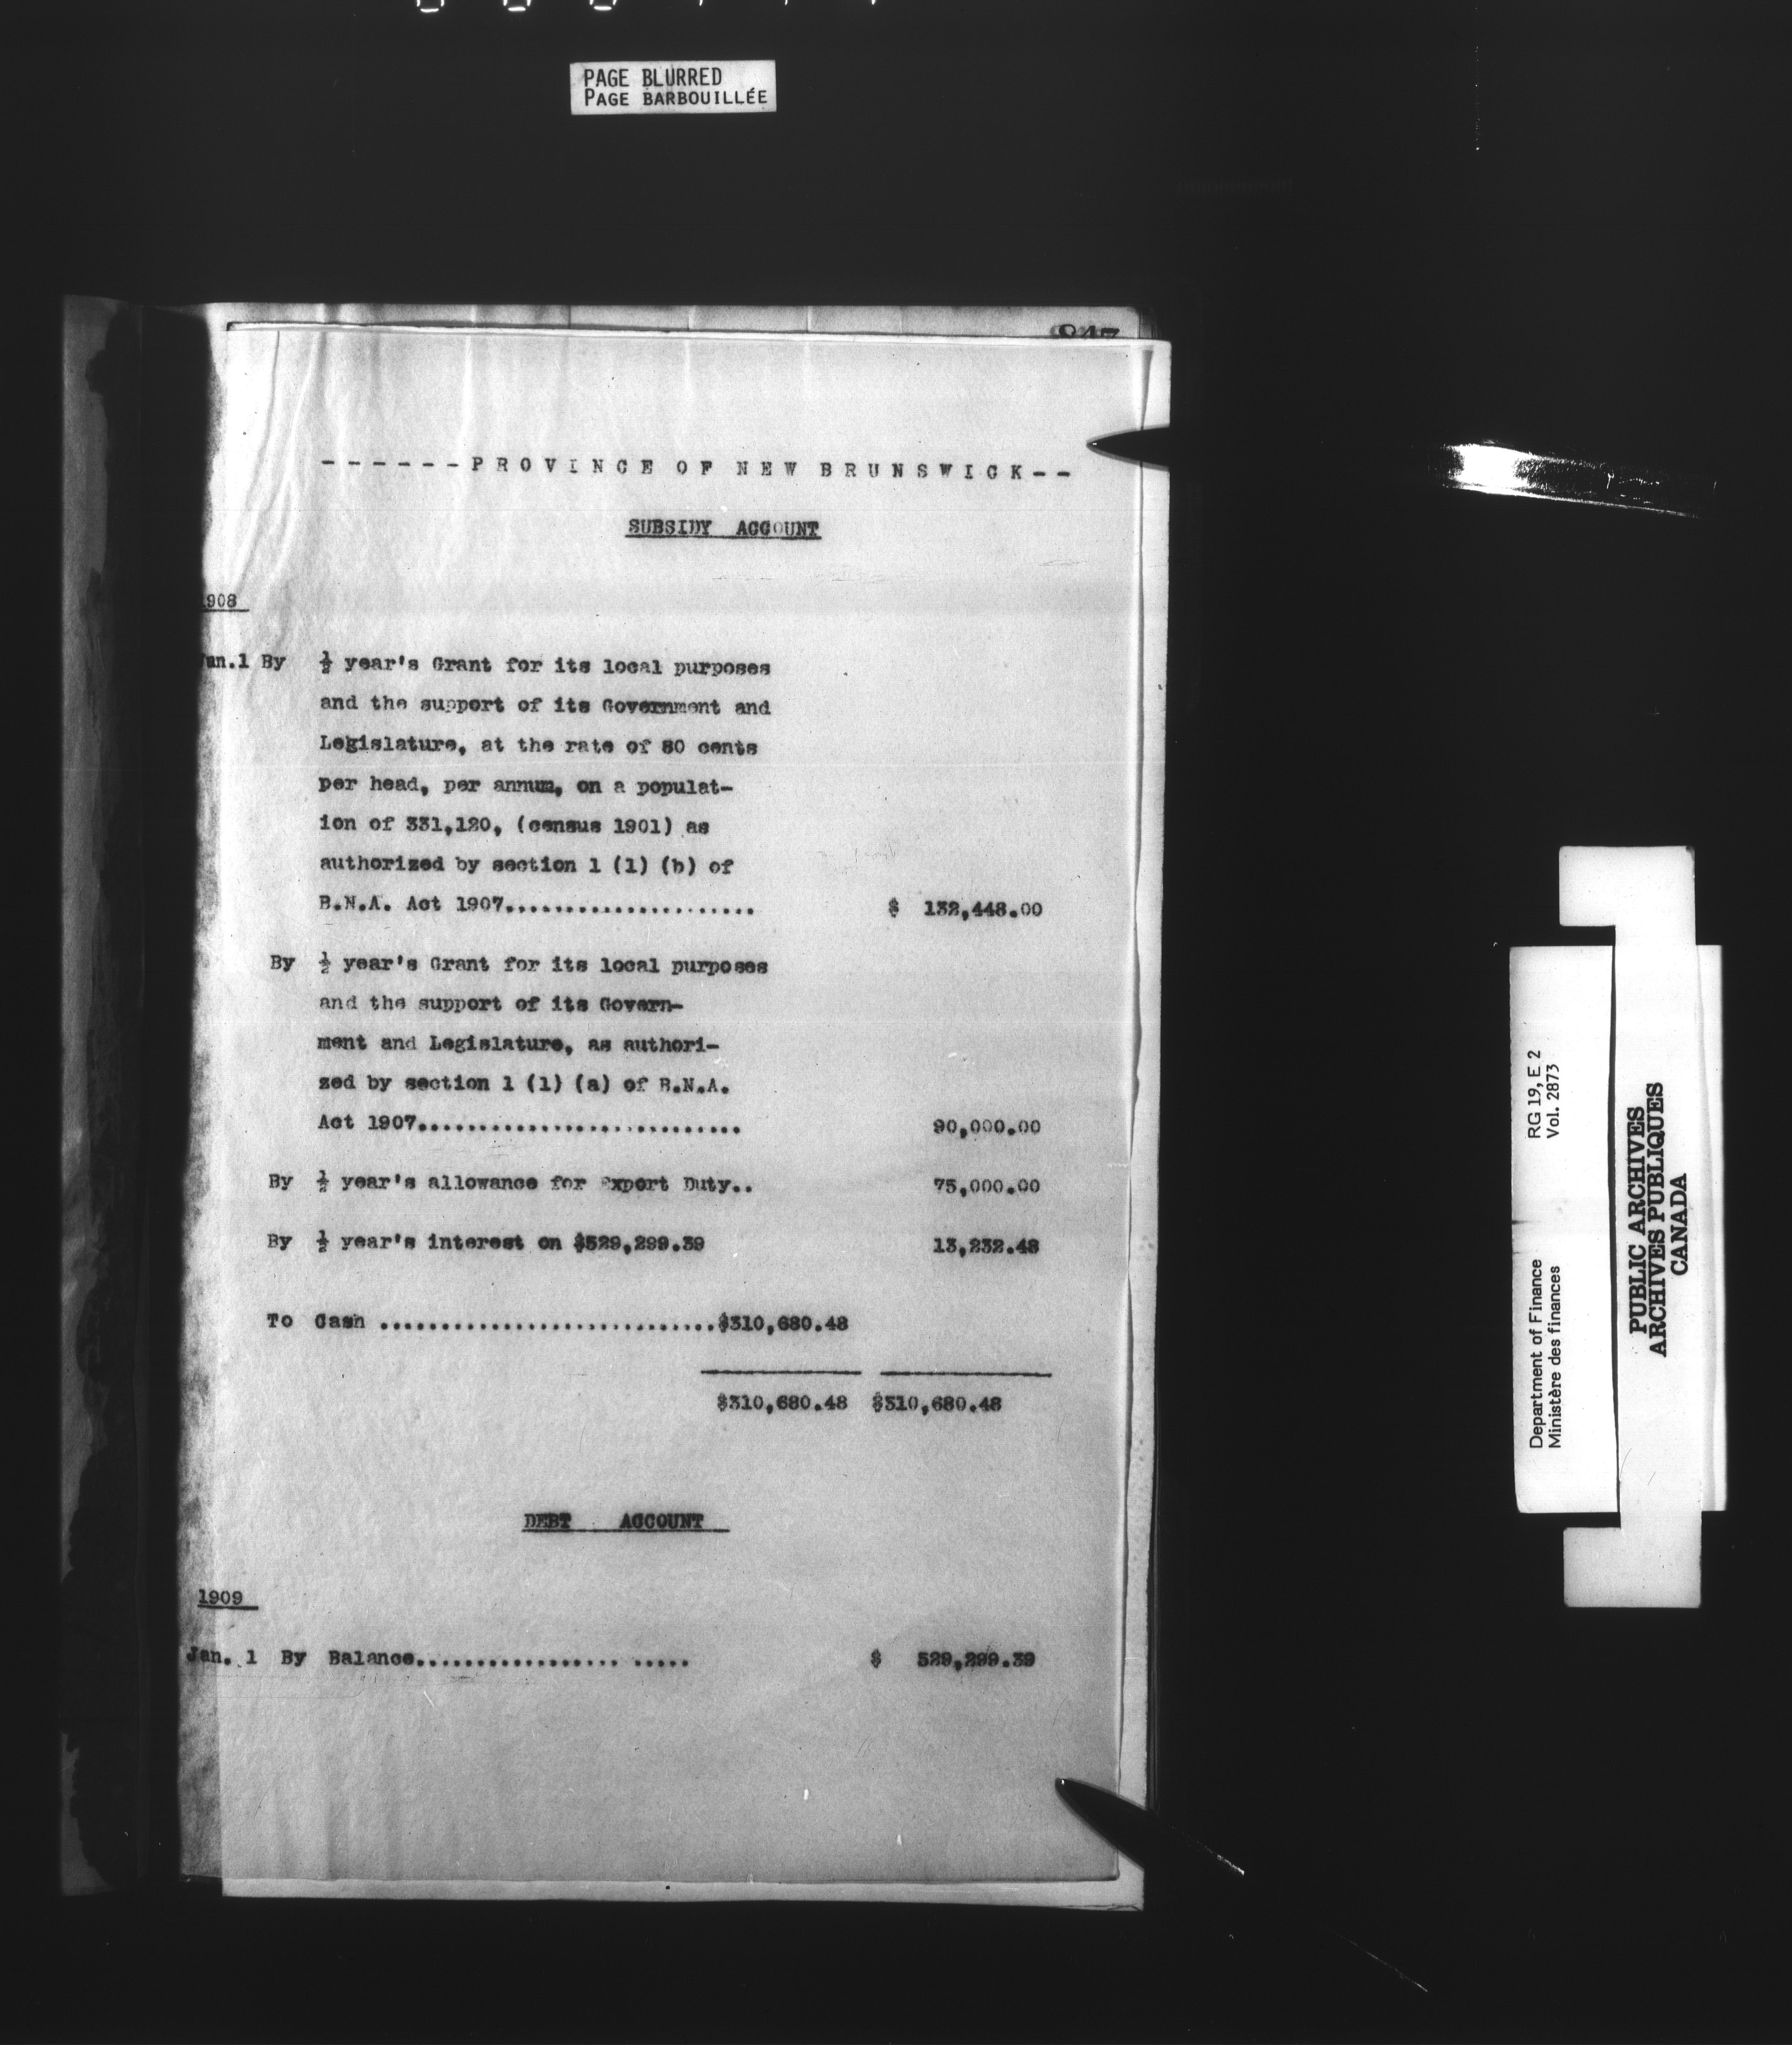 PAGE BLURRED
PAGE BARBOUILLÉE
------PROVINCE OF NEW BRUNSWICK--
SUBSIDY ACCOUNT
1908
Jan.1 By ½ year's Grant for its local purposes
and the support of its Government and
Legislature, at the rate of 80 cents
per head, per annum, on a populat-
ion of 331,120, (census 1901) as
authorized by section 1 (1) (b) of
B.N.A. Act 1907..................... $ 132,448.00
By ½ year's Grant for its local purposes
and the support of its Govern-
ment and Legislature, as authori-
zed by section 1 (1) (a) of B.N.A.
Act 1907........................... 90,000.00
By ½ year's allowance for Export Duty.. 75,000.00
By ½ year's interest on $529,299.39 13,232.48
To Cash ............................$310,680.48
$310,680.48 $310,680.48
DEBT ACCOUNT
1909
Jan. 1 By Balance................. ..... $ 529,299.39
Department of Finance RG 19, E 2
Ministère des finances Vol. 2873
PUBLIC ARCHIVES
ARCHIVES PUBLIQUES
CANADA